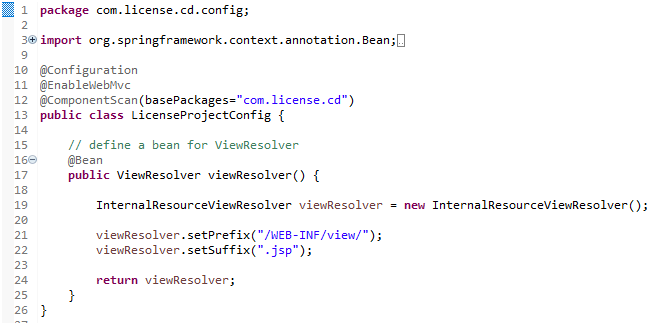 1 package com.license.cd.config;
2
3 import org.springframework.context.annotation.Bean;
9
10 @Configuration
11 @EnableWebMvc
12 @ComponentScan(basePackages="com.license.cd")
13 public class LicenseProjectConfig {
14
15 // define a bean for ViewResolver
16 @Bean
17 public ViewResolver viewResolver() {
18
19 InternalResourceViewResolver viewResolver = new InternalResourceViewResolver();
20
21 viewResolver.setPrefix("/WEB-INF/view/");
22 viewResolver.setSuffix(".jsp");
23
24 return viewResolver;
25 }
26 }
27